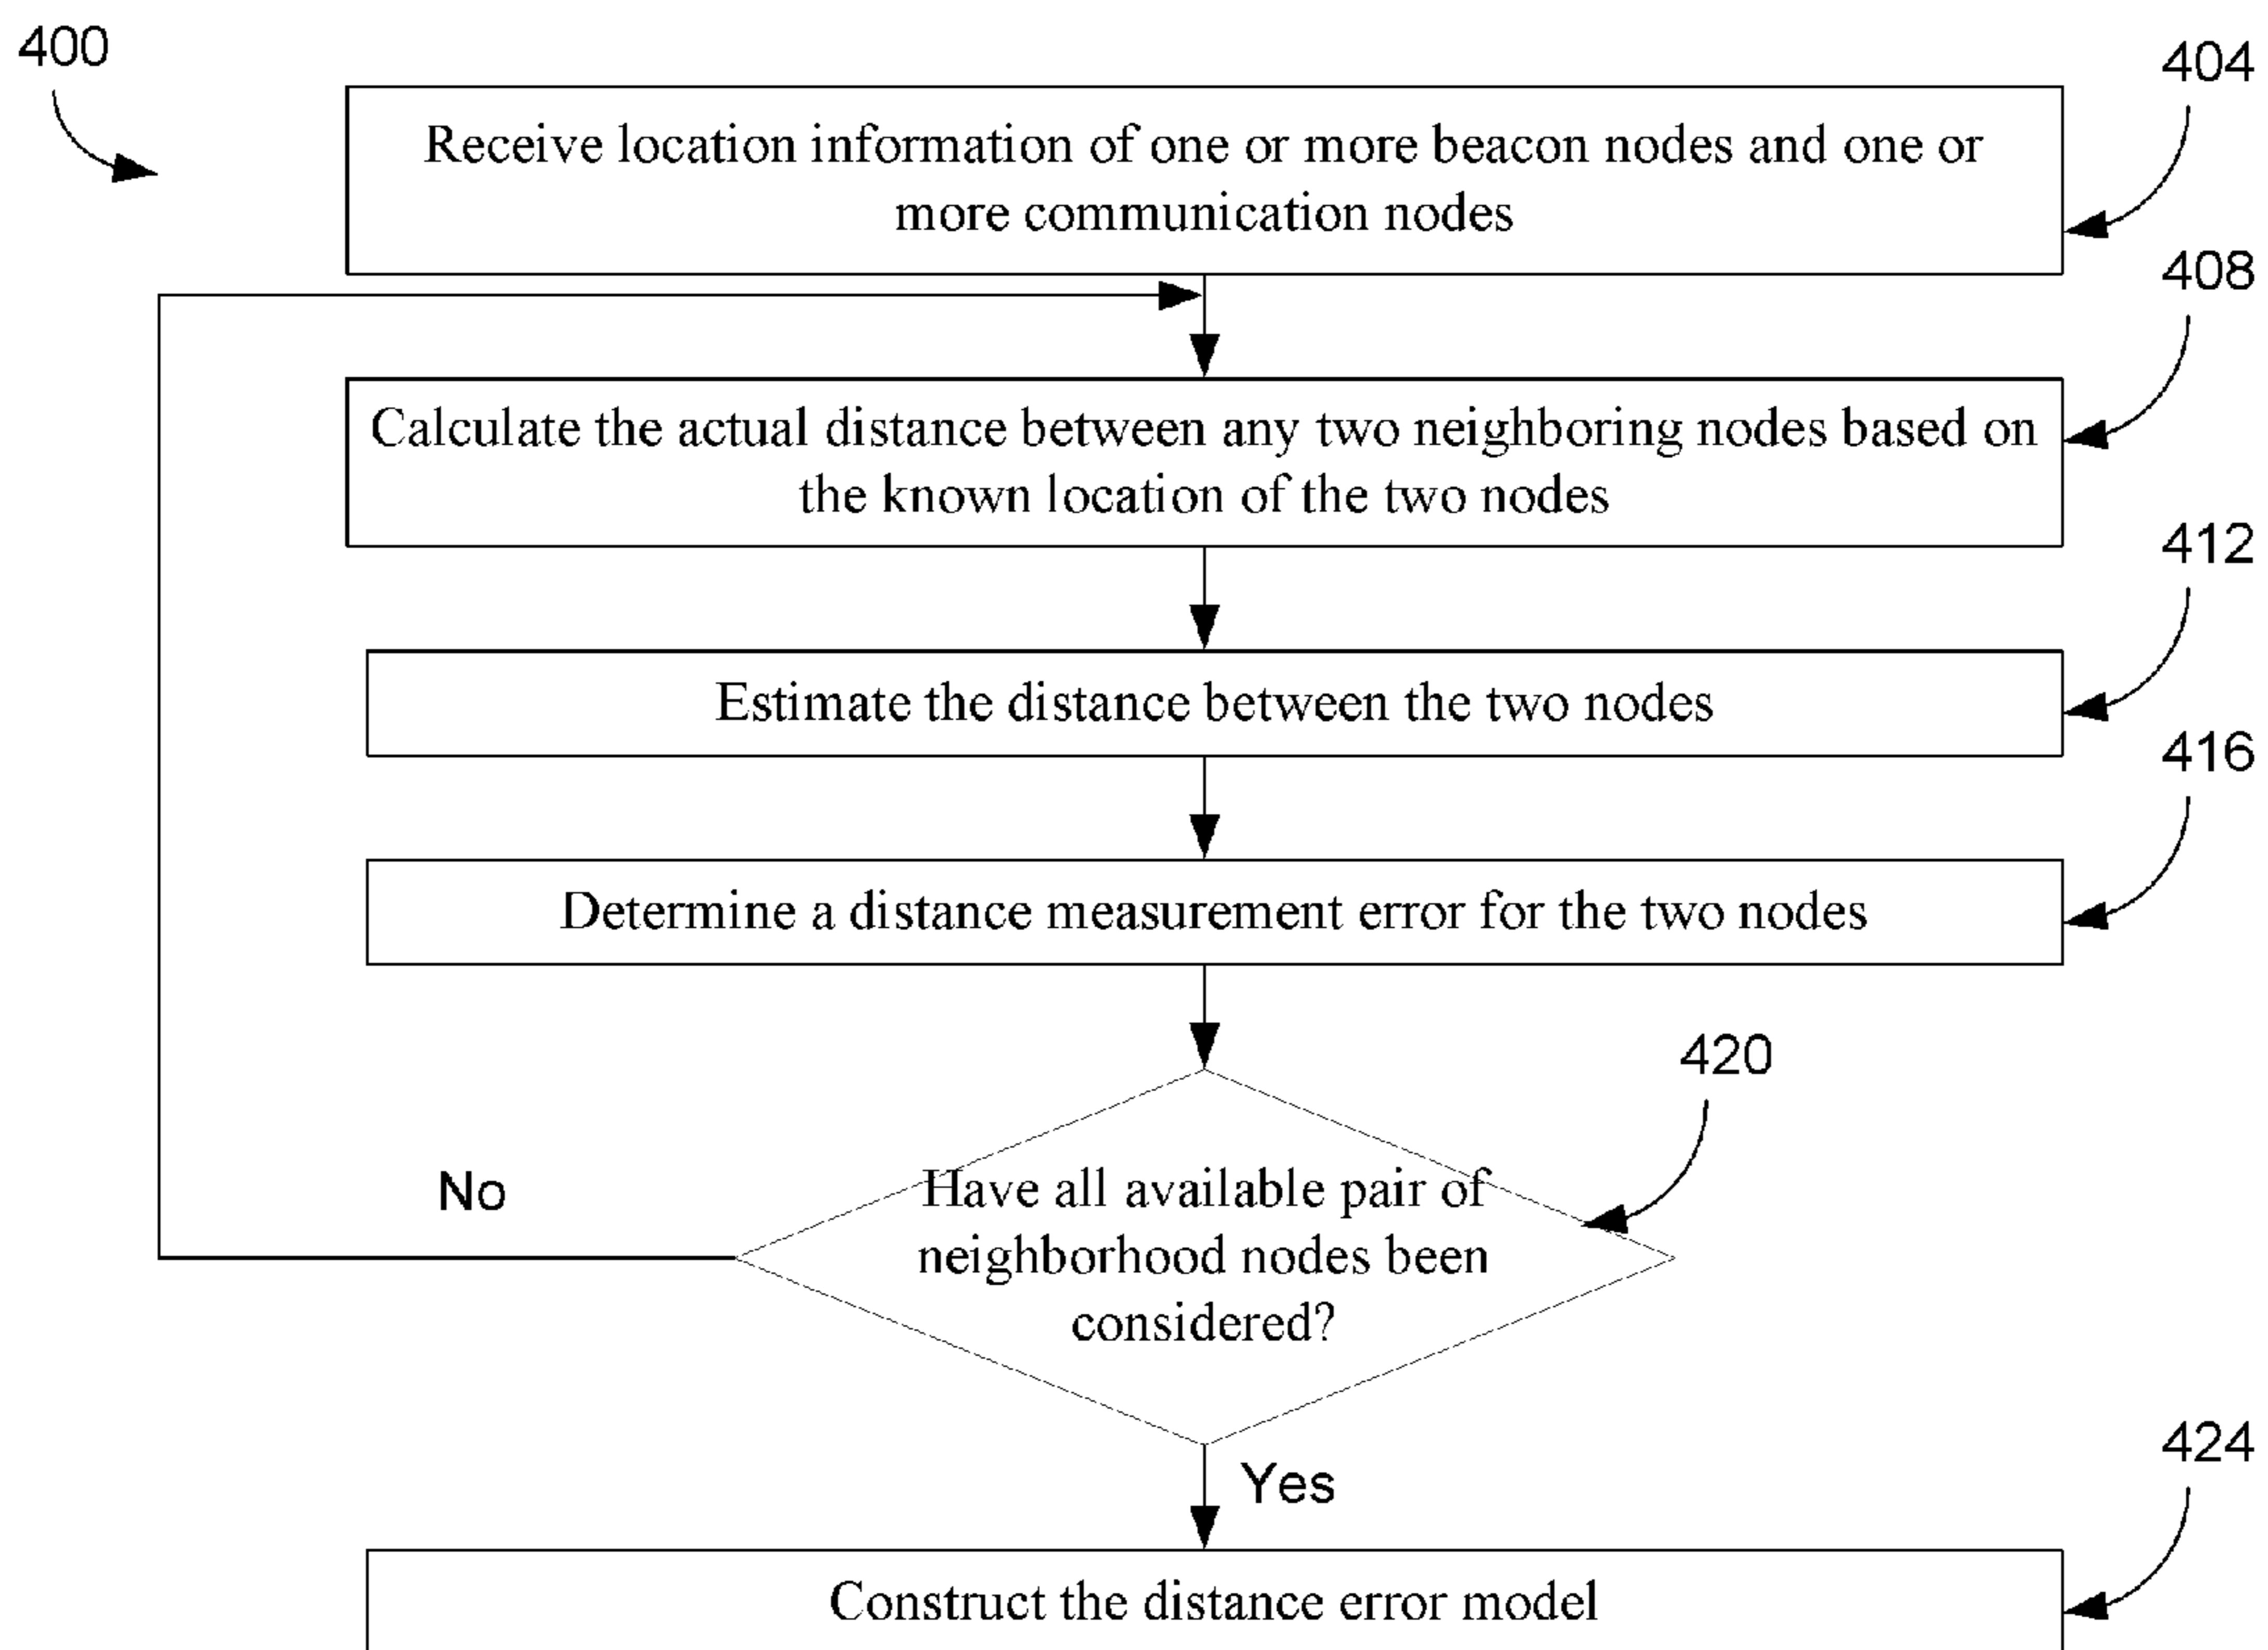 400
404
Receive location information of one or more beacon nodes and one or
more communication nodes
408
Calculate the actual distance between any two neighboring nodes based on
the known location of the two nodes
412
Estimate the distance between the two nodes
416
Determine a distance measurement error for the two nodes
420
No
Have all available pair of
neighborhood nodes been
considered?
Yes
424
Construct the distance error model